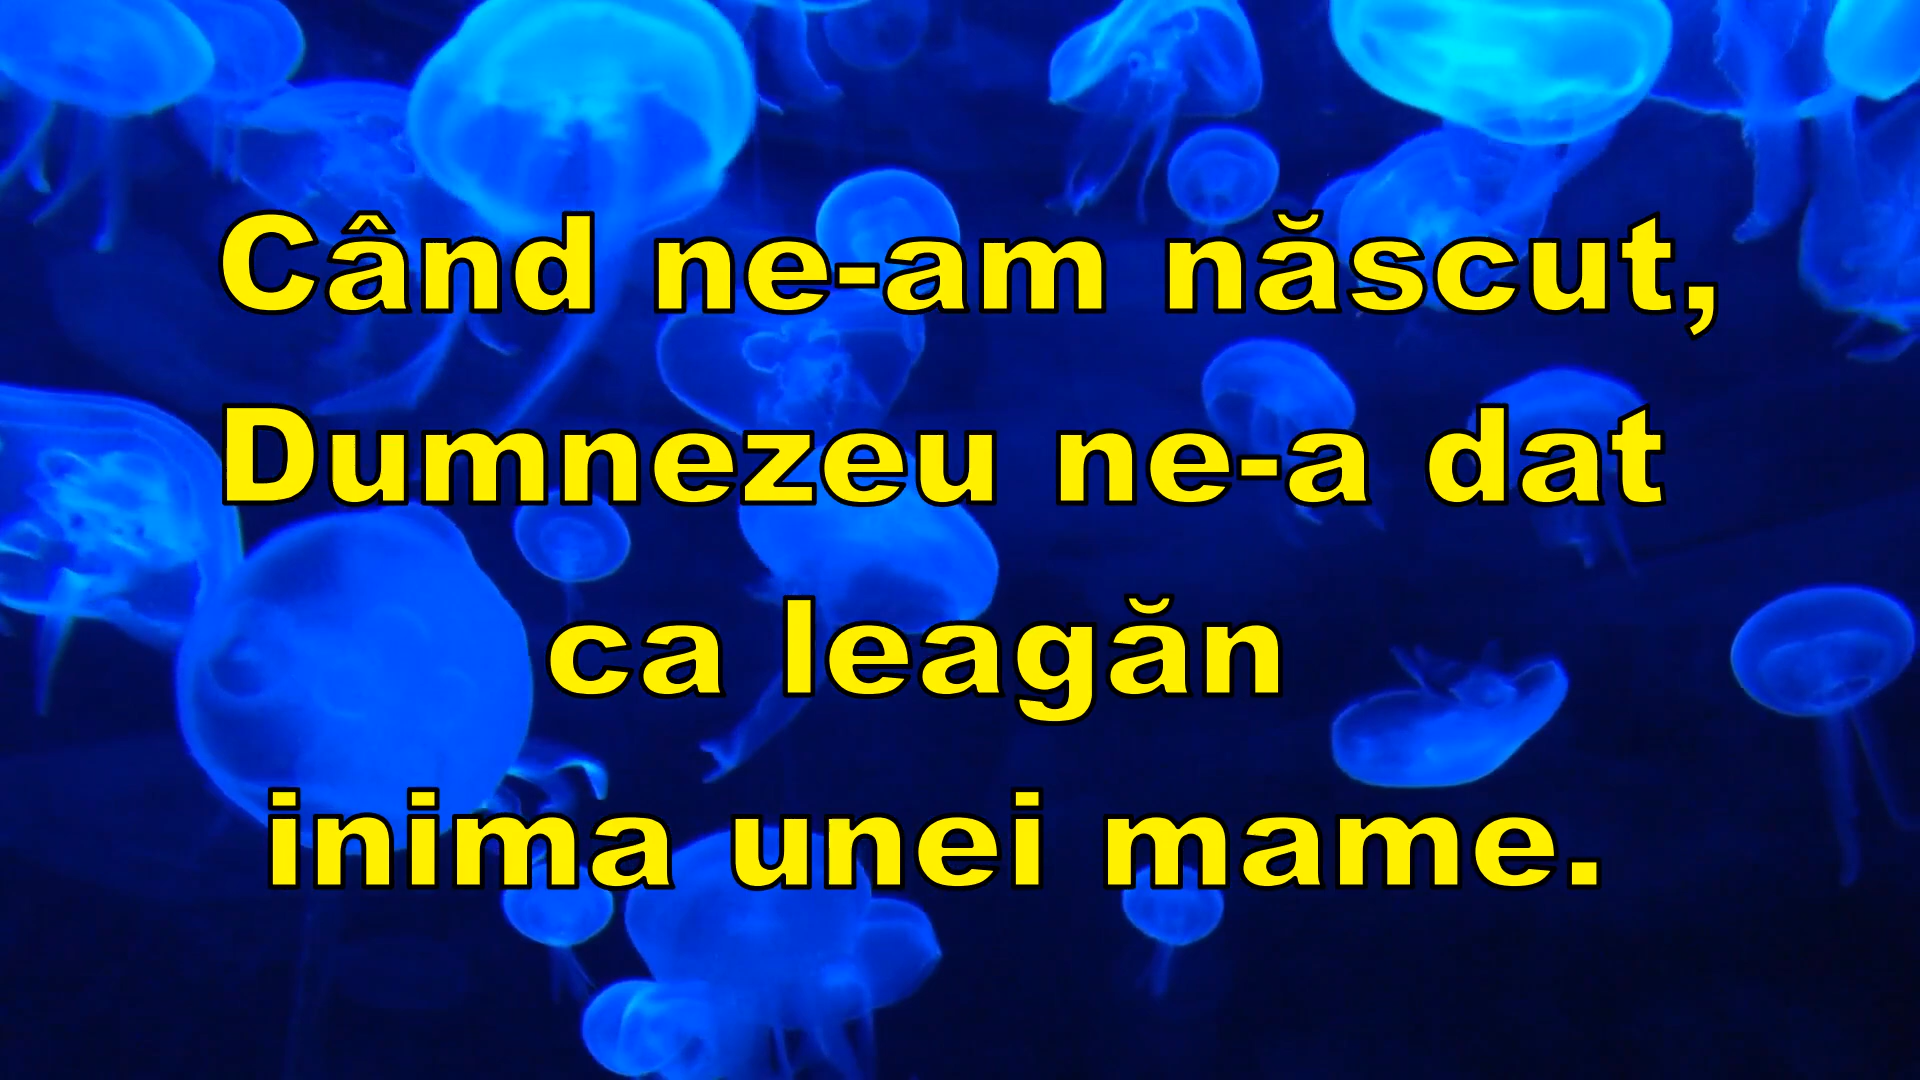 Când ne-am născut,
Dumnezeu ne-a dat
ca leagăn
inima unei mame.